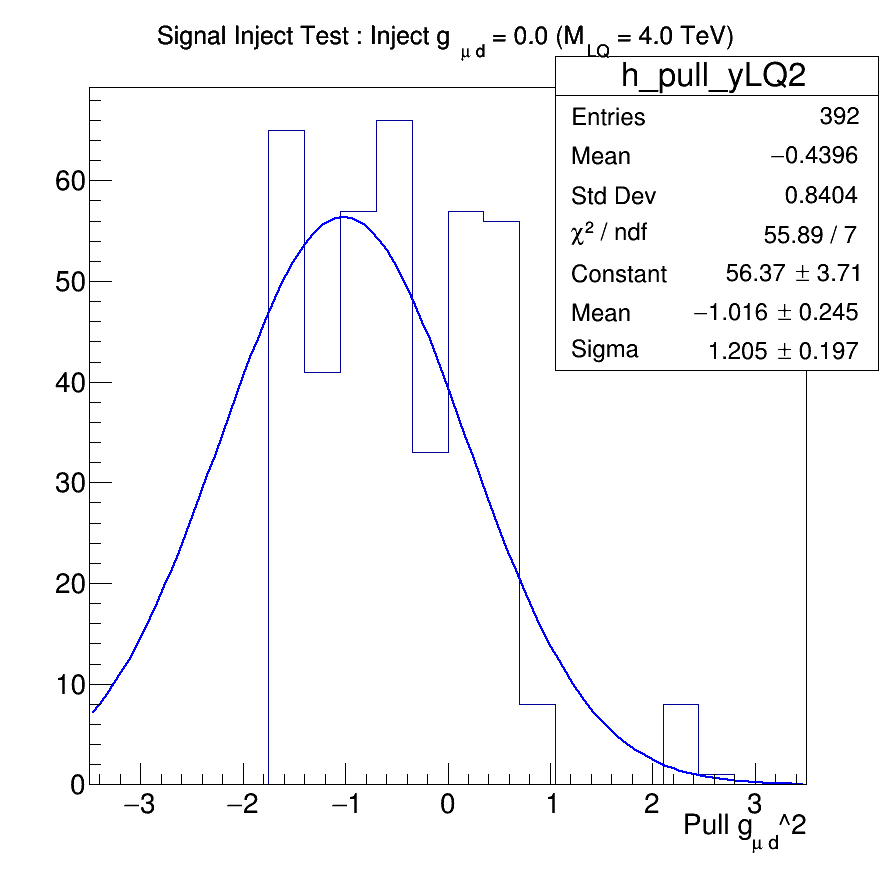 Signal Inject Test : Inject g μ d = 0.0 (M LQ = 4.0 TeV)
h_pull_yLQ2
Entries 392
Mean −0.4396
Std Dev 0.8404
χ² / ndf 55.89 / 7
Constant 56.37 ± 3.71
Mean −1.016 ± 0.245
Sigma 1.205 ± 0.197
60
50
40
30
20
10
0
−3 −2 −1 0 1 2 3
Pull g μ d ^2